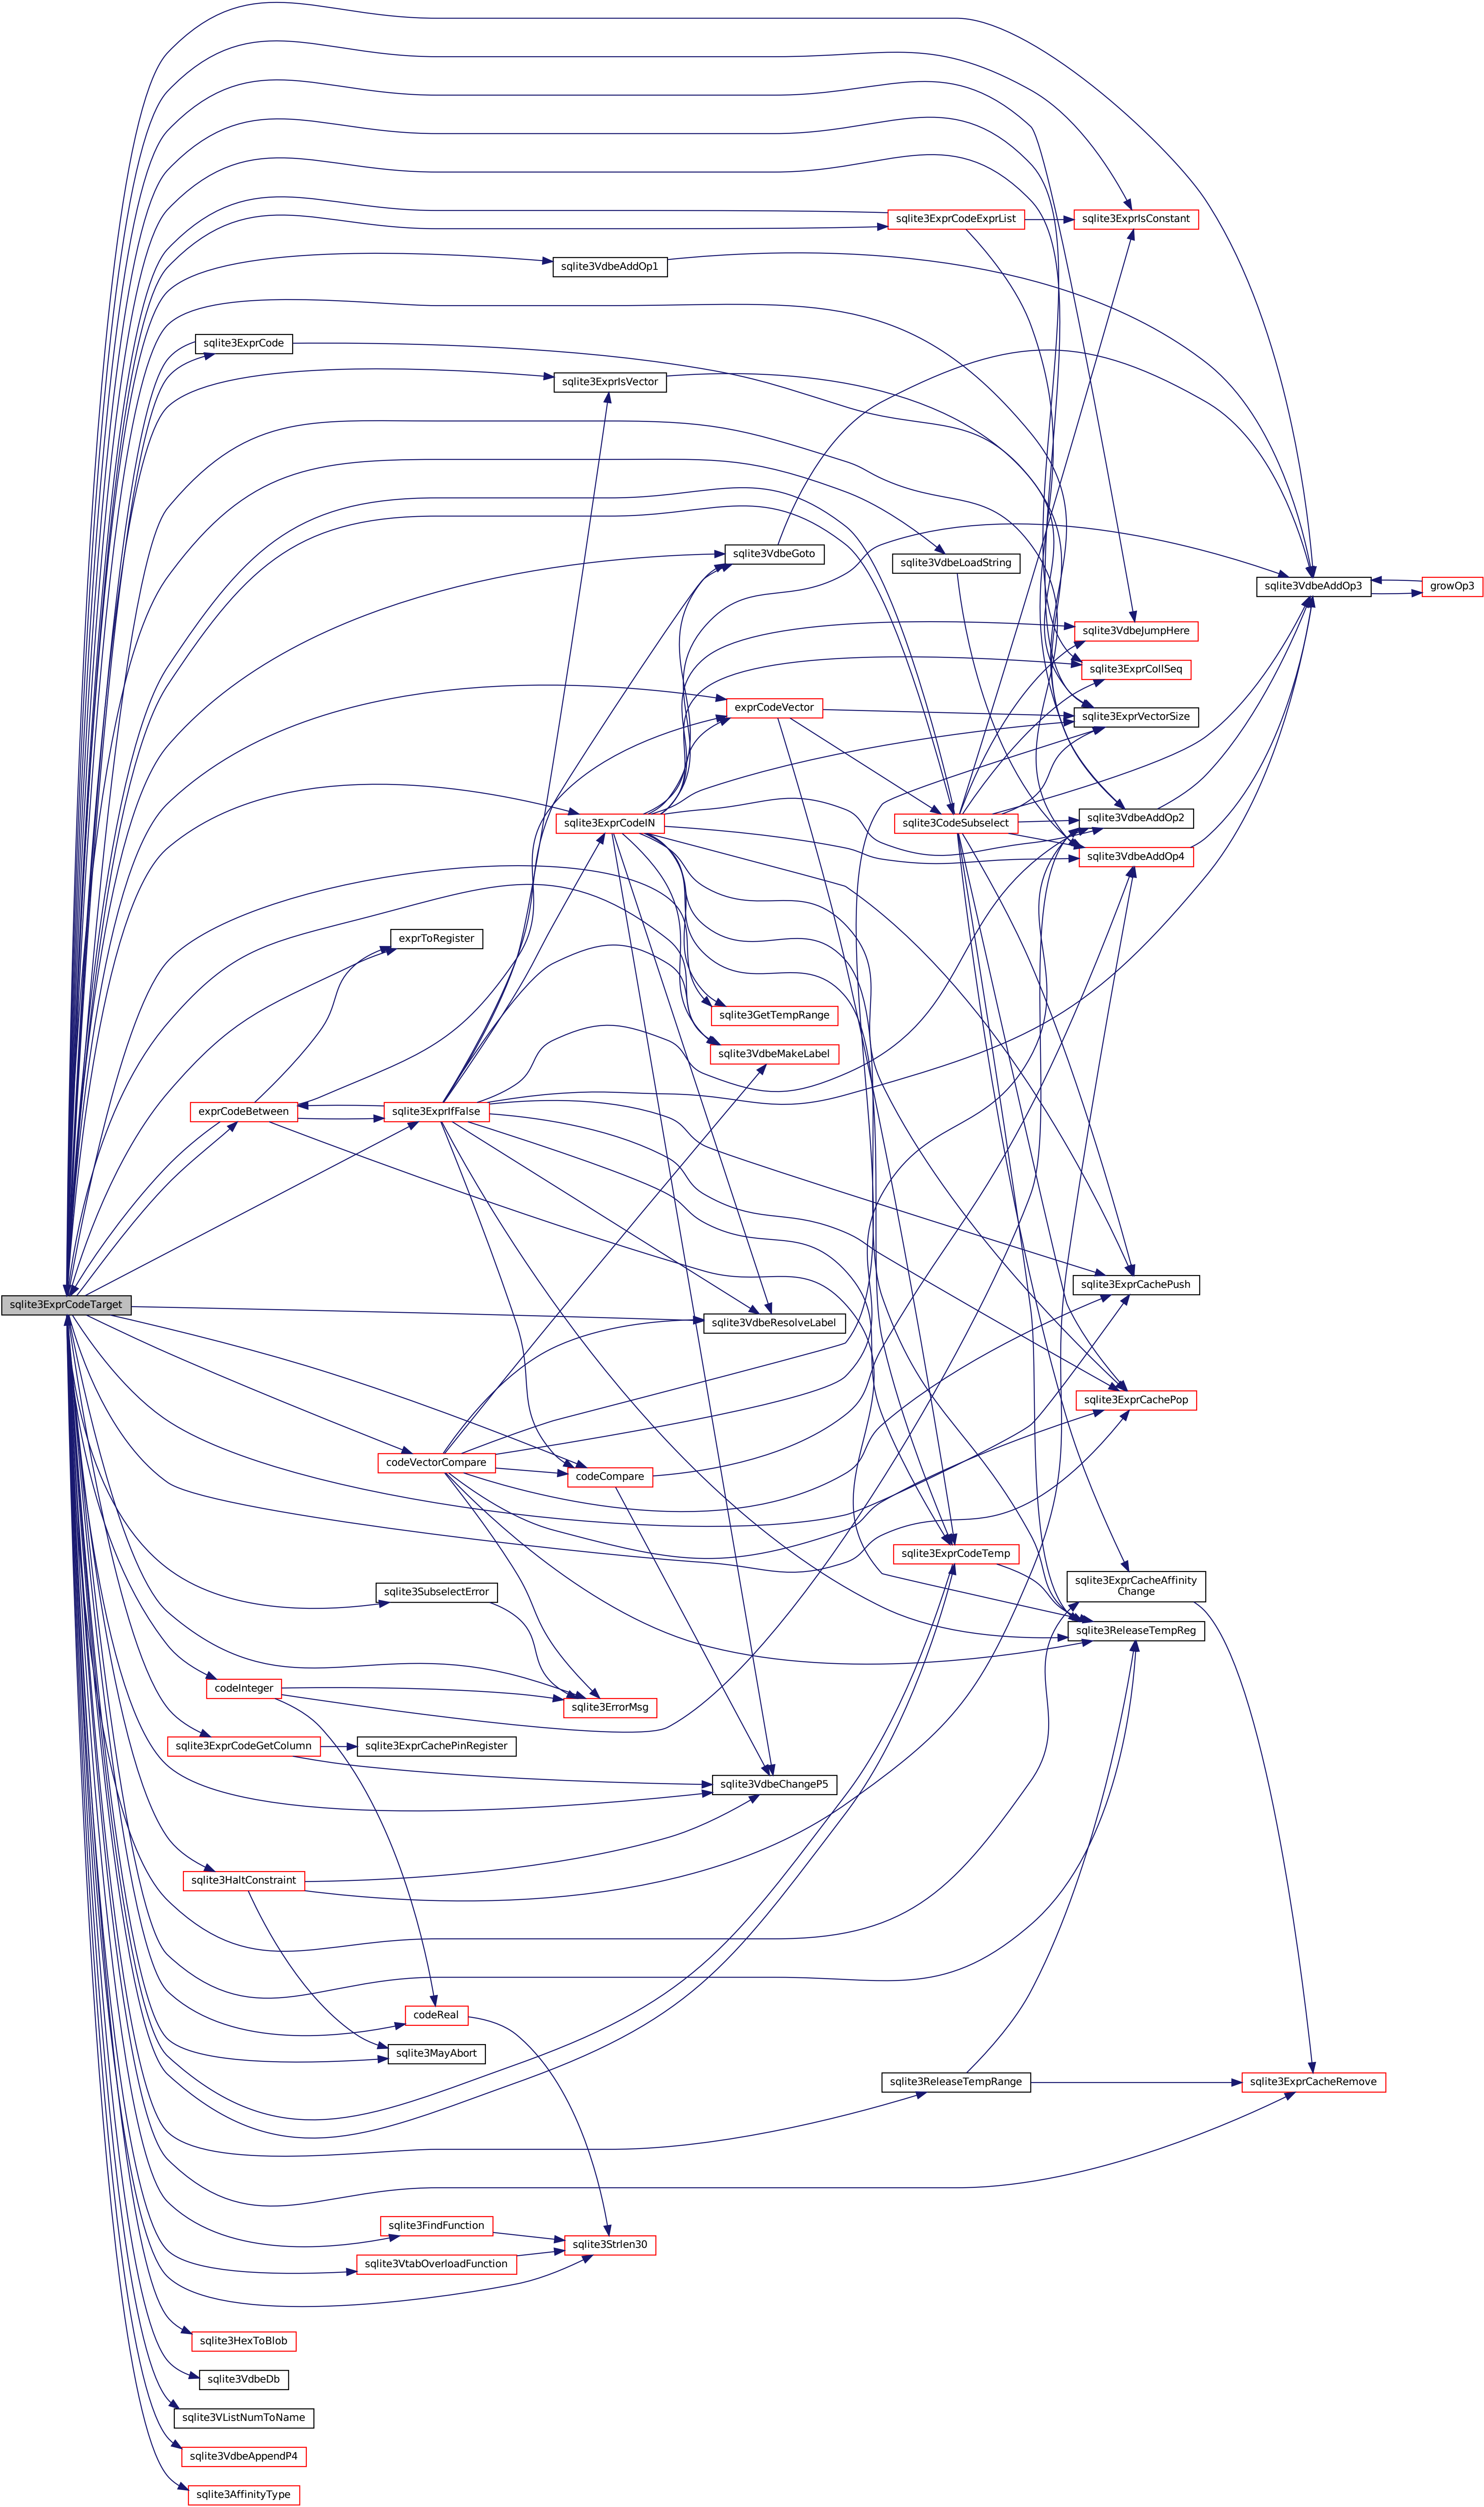 sqlite3ExprCodeExprList
sqlite3ExprIsConstant
sqlite3VdbeAddOp1
sqlite3ExprCode
sqlite3ExprIsVector
sqlite3VdbeGoto
sqlite3VdbeLoadString
sqlite3VdbeAddOp3
growOp3
sqlite3VdbeJumpHere
sqlite3ExprCollSeq
exprCodeVector
sqlite3ExprVectorSize
sqlite3ExprCodeIN
sqlite3CodeSubselect
sqlite3VdbeAddOp2
sqlite3VdbeAddOp4
exprToRegister
sqlite3GetTempRange
sqlite3VdbeMakeLabel
exprCodeBetween
sqlite3ExprIfFalse
sqlite3ExprCachePush
sqlite3ExprCodeTarget
sqlite3VdbeResolveLabel
sqlite3ExprCachePop
codeVectorCompare
codeCompare
sqlite3ExprCodeTemp
sqlite3SubselectError
sqlite3ExprCacheAffinity
Change
sqlite3ReleaseTempReg
codeInteger
sqlite3ErrorMsg
sqlite3ExprCodeGetColumn
sqlite3ExprCachePinRegister
sqlite3VdbeChangeP5
sqlite3HaltConstraint
codeReal
sqlite3MayAbort
sqlite3ReleaseTempRange
sqlite3ExprCacheRemove
sqlite3FindFunction
sqlite3Strlen30
sqlite3VtabOverloadFunction
sqlite3HexToBlob
sqlite3VdbeDb
sqlite3VListNumToName
sqlite3VdbeAppendP4
sqlite3AffinityType